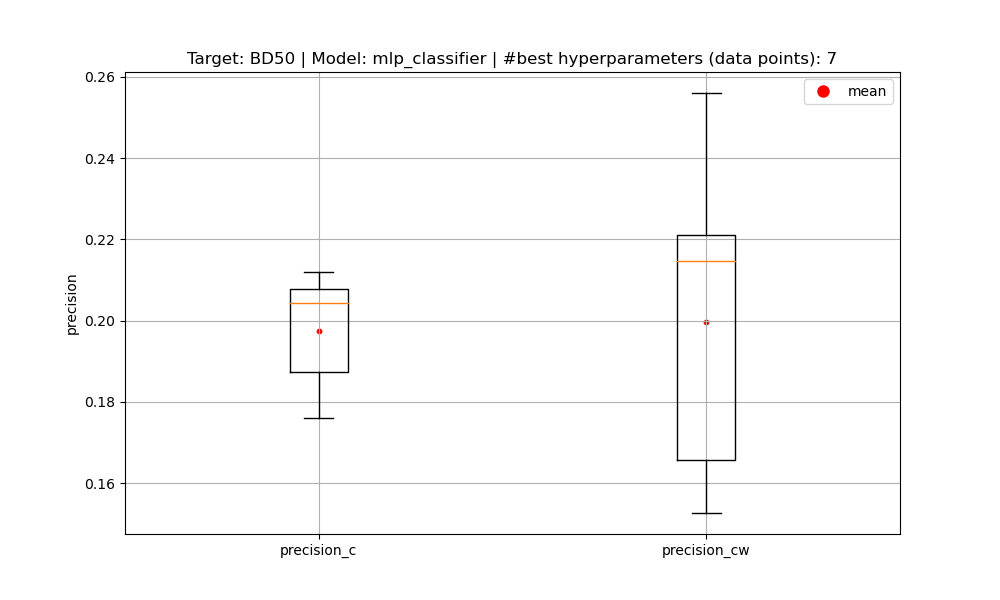 Target: BD50 | Model: mlp_classifier | #best hyperparameters (data points): 7
mean
0.26
0.24
0.22
0.20
0.18
0.16
precision
precision_c
precision_cw